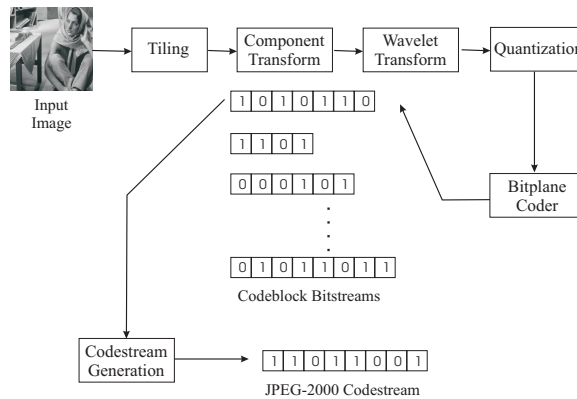 Tiling
Component
Transform
Wavelet
Transform
Quantization
Input
Image
1 0 1 0 1 1 0
1 1 0 1
0 0 0 1 0 1
Bitplane
Coder
0 1 0 1 1 0 1 1
Codeblock Bitstreams
Codestream
Generation
1 1 0 1 1 0 0 1
JPEG-2000 Codestream